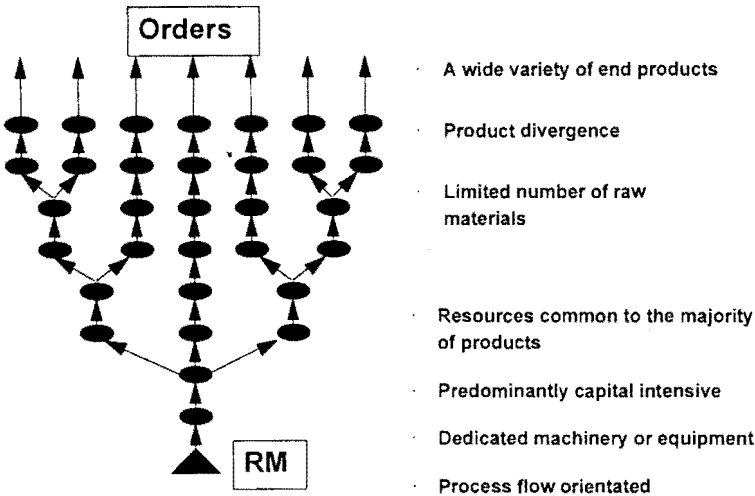 Orders
· A wide variety of end products
· Product divergence
· Limited number of raw
materials
· Resources common to the majority
of products
· Predominantly capital intensive
· Dedicated machinery or equipment
· Process flow orientated
RM